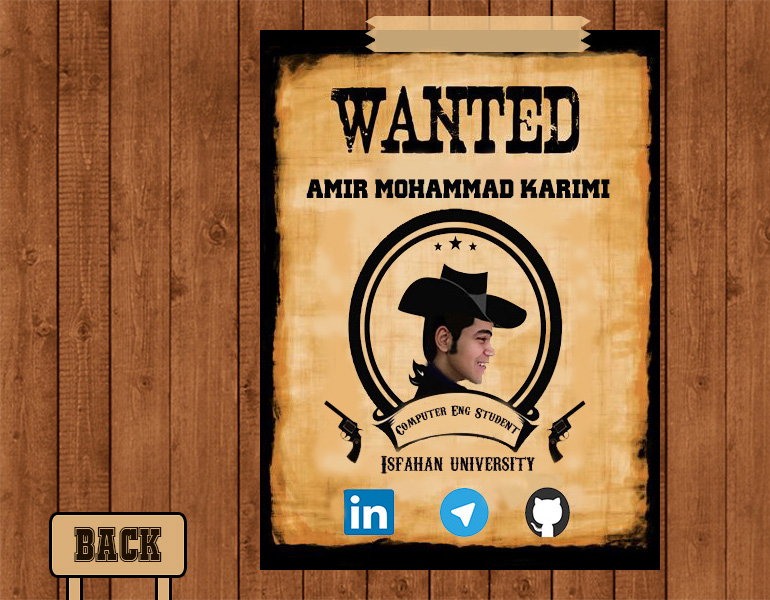 WANTED
AMIR MOHAMMAD KARIMI
COMPUTER ENG STUDENT
ISFAHAN UNIVERSITY
in
BACK